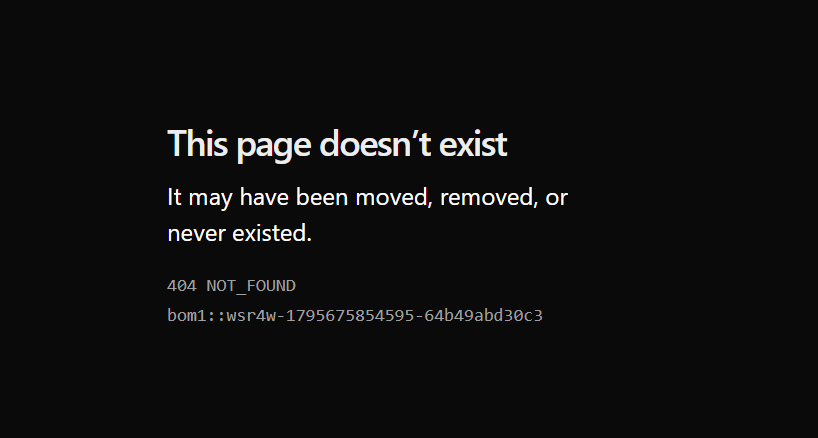 This page doesn’t exist
It may have been moved, removed, or
never existed.
404 NOT_FOUND
bom1::wsr4w-1795675854595-64b49abd30c3